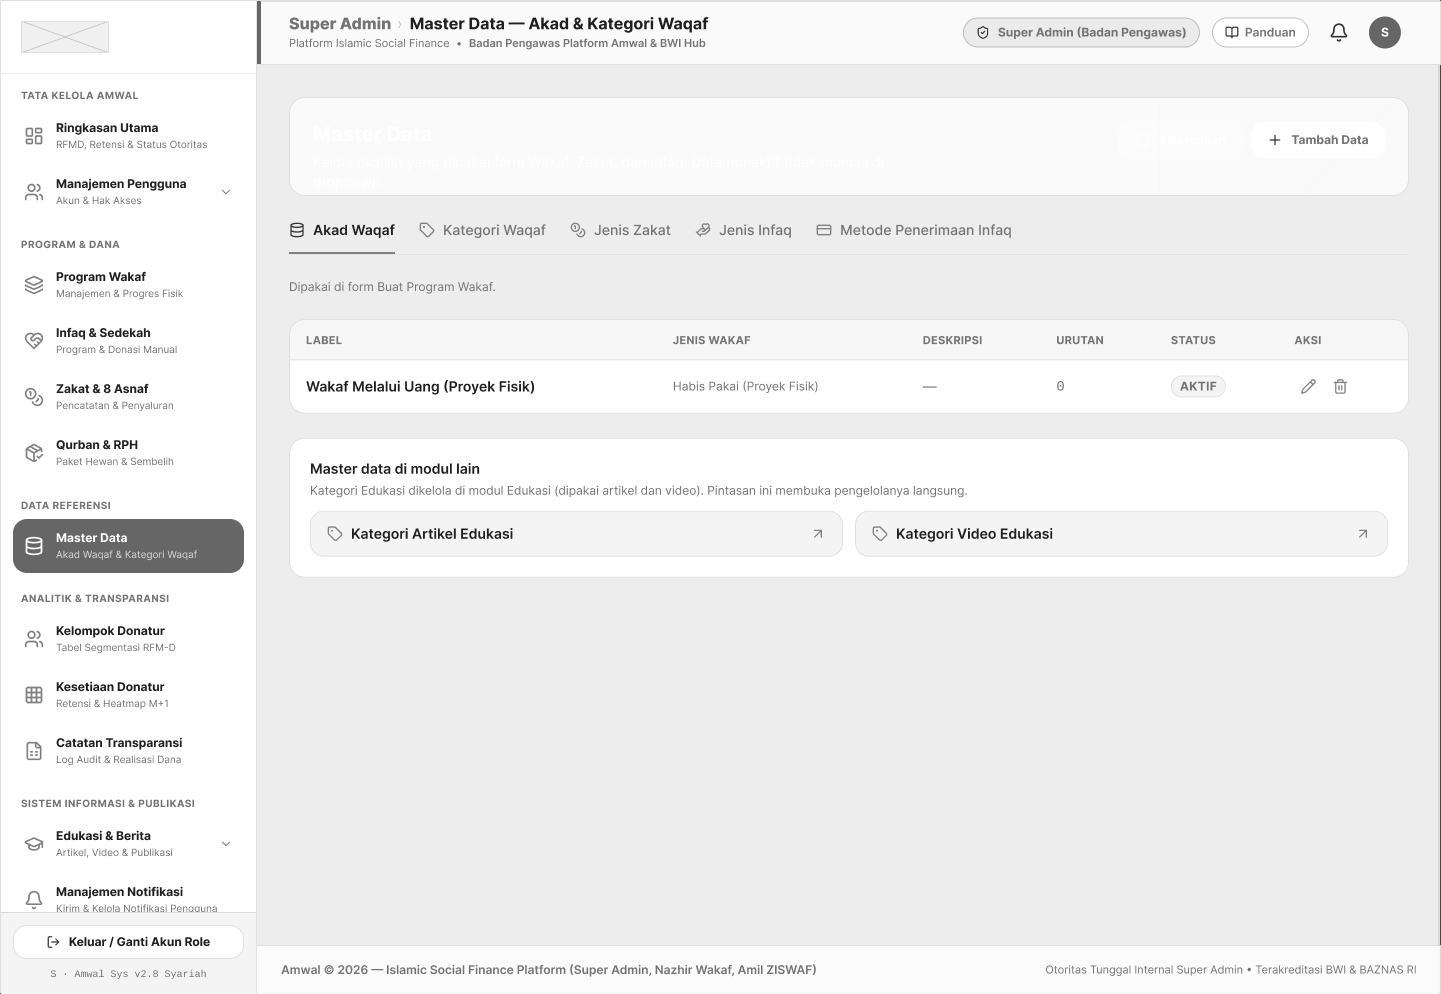 Super Admin › Master Data — Akad & Kategori Waqaf
Platform Islamic Social Finance • Badan Pengawas Platform Amwal & BWI Hub
Super Admin (Badan Pengawas)
Panduan
S
TATA KELOLA AMWAL
Ringkasan Utama
RFMD, Retensi & Status Otoritas
Manajemen Pengguna
Akun & Hak Akses
PROGRAM & DANA
Program Wakaf
Manajemen & Progres Fisik
Infaq & Sedekah
Program & Donasi Manual
Zakat & 8 Asnaf
Pencatatan & Penyaluran
Qurban & RPH
Paket Hewan & Sembelih
DATA REFERENSI
Master Data
Akad Waqaf & Kategori Waqaf
ANALITIK & TRANSPARANSI
Kelompok Donatur
Tabel Segmentasi RFM-D
Kesetiaan Donatur
Retensi & Heatmap M+1
Catatan Transparansi
Log Audit & Realisasi Dana
SISTEM INFORMASI & PUBLIKASI
Edukasi & Berita
Artikel, Video & Publikasi
Manajemen Notifikasi
Kirim & Kelola Notifikasi Pengguna
Keluar / Ganti Akun Role
S · Amwal Sys v2.8 Syariah
Master Data
Tambah Data
Akad Waqaf
Kategori Waqaf
Jenis Zakat
Jenis Infaq
Metode Penerimaan Infaq
Dipakai di form Buat Program Wakaf.
LABEL JENIS WAKAF DESKRIPSI URUTAN STATUS AKSI
Wakaf Melalui Uang (Proyek Fisik) Habis Pakai (Proyek Fisik) — 0 AKTIF
Master data di modul lain
Kategori Edukasi dikelola di modul Edukasi (dipakai artikel dan video). Pintasan ini membuka pengelolanya langsung.
Kategori Artikel Edukasi
Kategori Video Edukasi
Amwal © 2026 — Islamic Social Finance Platform (Super Admin, Nazhir Wakaf, Amil ZISWAF)
Otoritas Tunggal Internal Super Admin • Terakreditasi BWI & BAZNAS RI